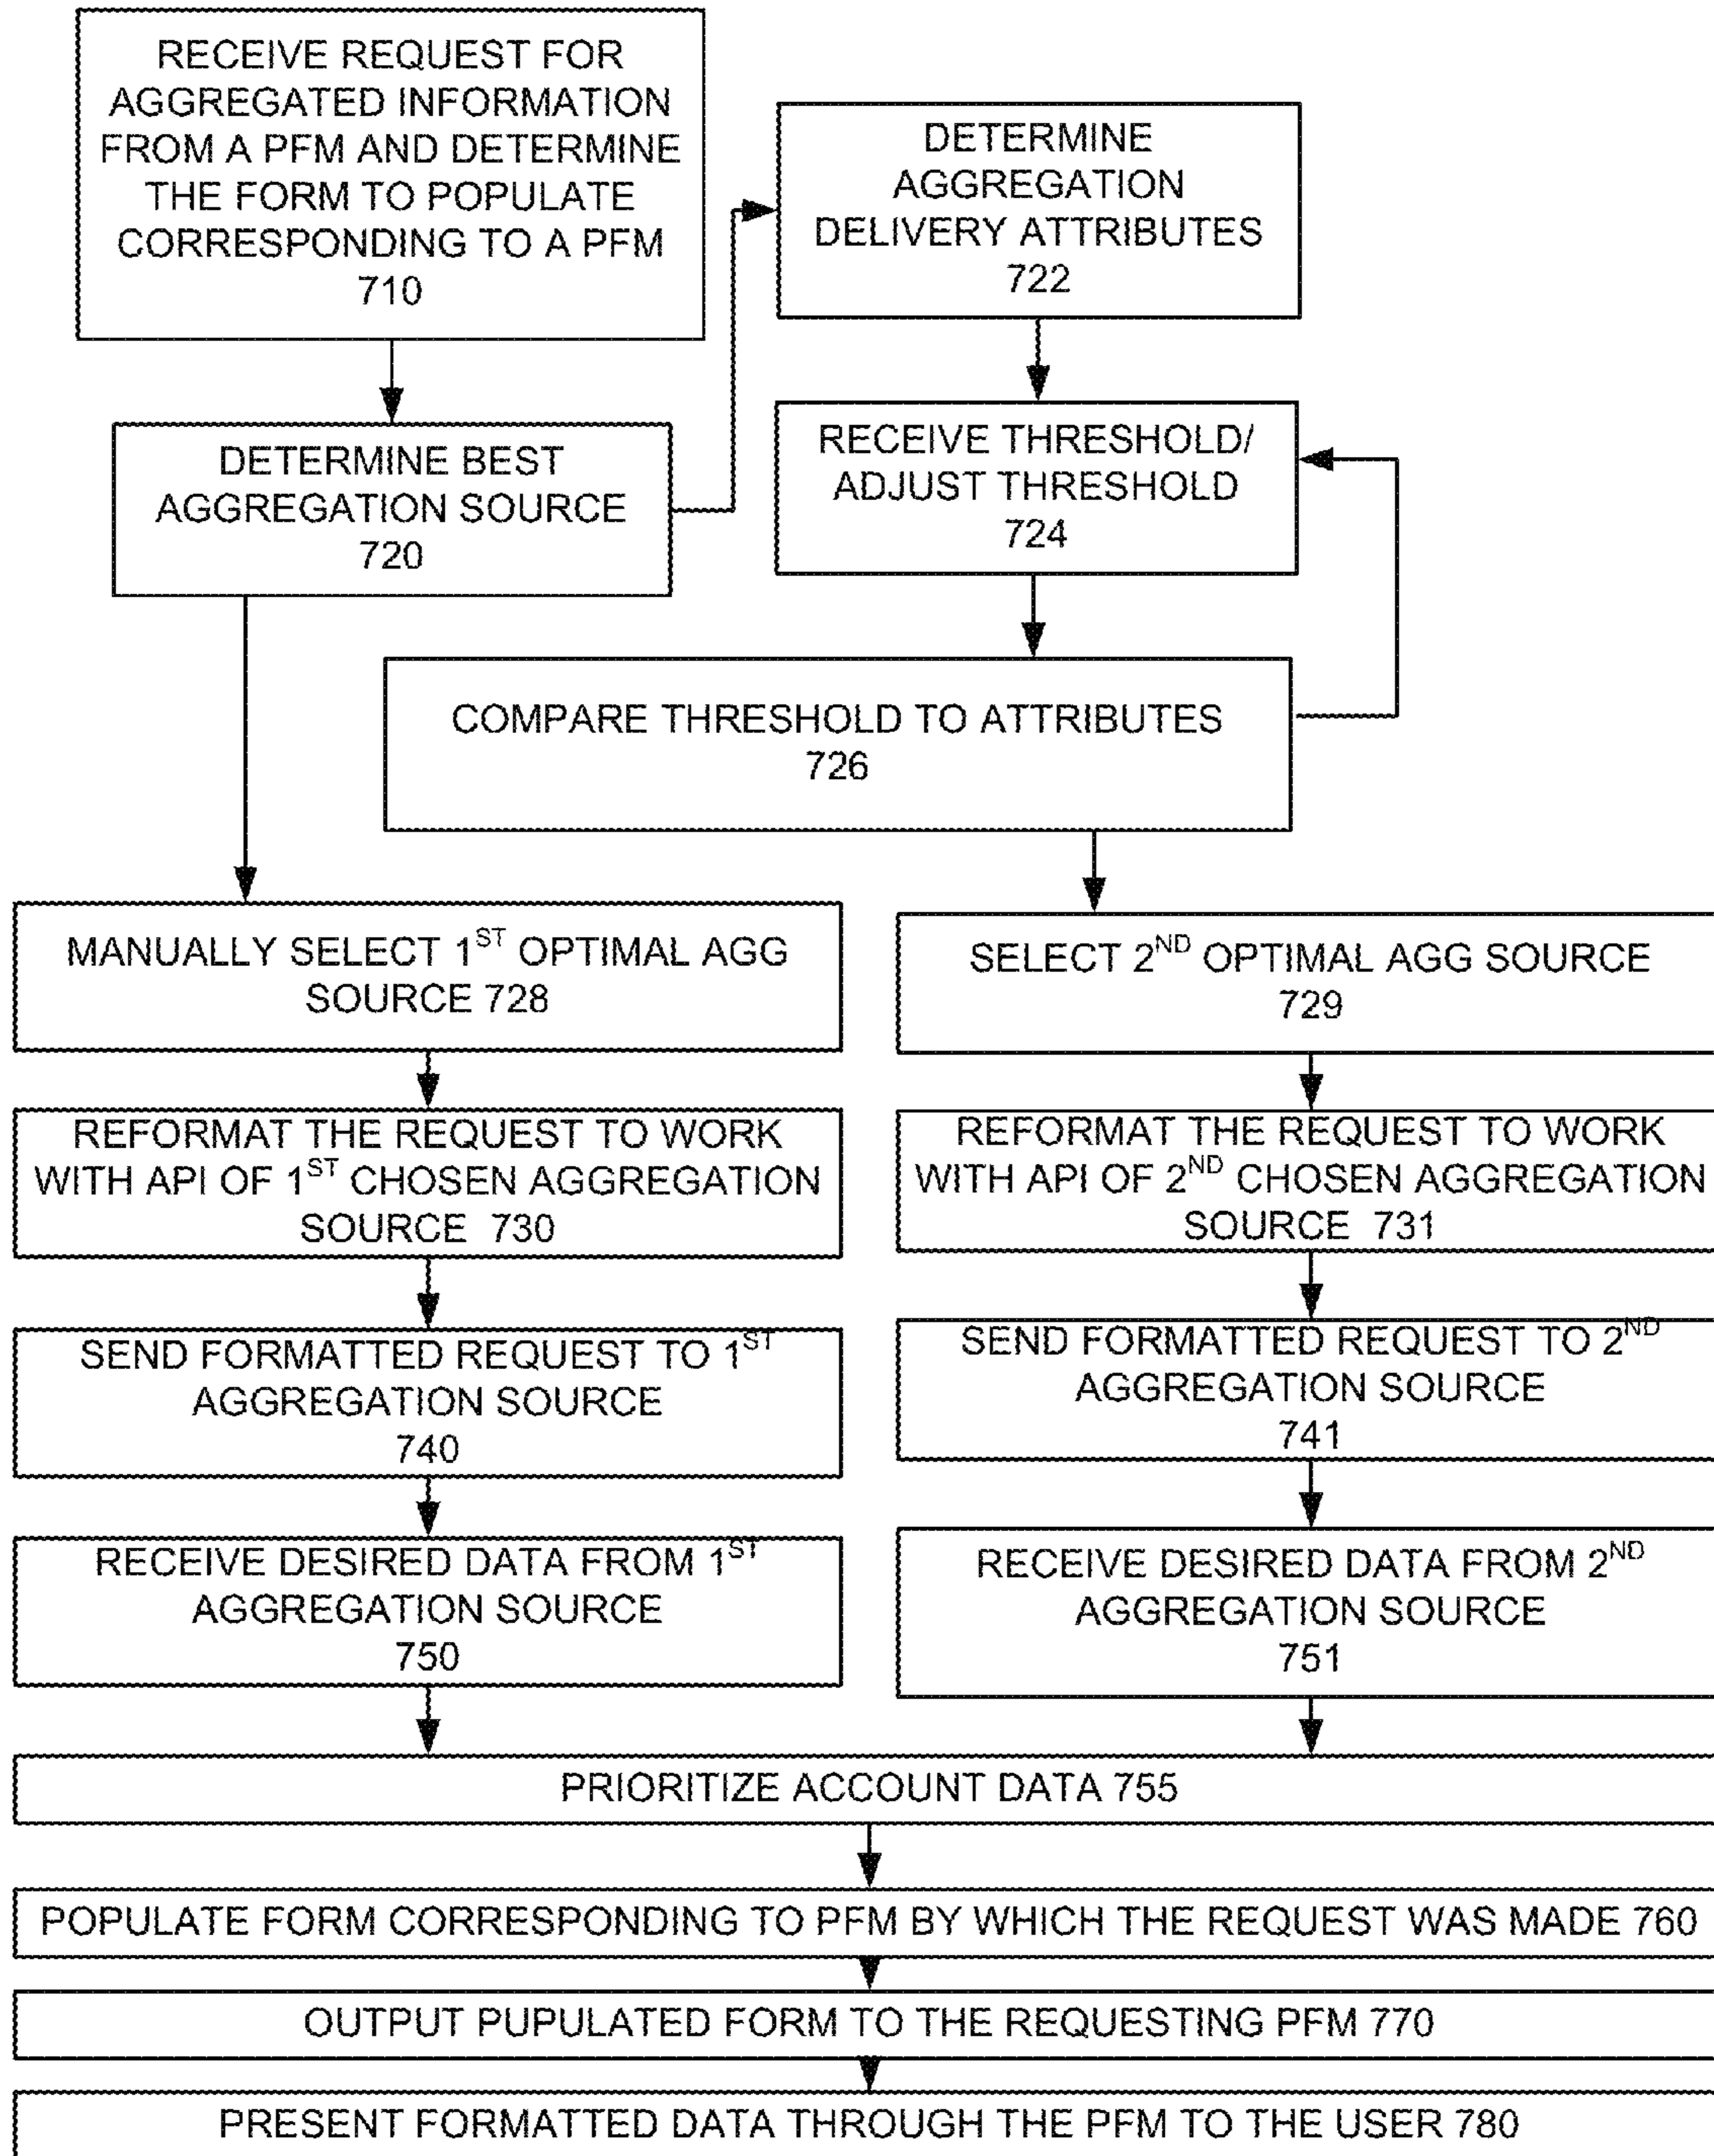 RECEIVE REQUEST FOR
AGGREGATED INFORMATION
FROM A PFM AND DETERMINE
THE FORM TO POPULATE
CORRESPONDING TO A PFM
710
DETERMINE BEST
AGGREGATION SOURCE
720
DETERMINE
AGGREGATION
DELIVERY ATTRIBUTES
722
RECEIVE THRESHOLD/
ADJUST THRESHOLD
724
COMPARE THRESHOLD TO ATTRIBUTES
726
MANUALLY SELECT 1ST OPTIMAL AGG
SOURCE 728
REFORMAT THE REQUEST TO WORK
WITH API OF 1ST CHOSEN AGGREGATION
SOURCE 730
SEND FORMATTED REQUEST TO 1ST
AGGREGATION SOURCE
740
RECEIVE DESIRED DATA FROM 1ST
AGGREGATION SOURCE
750
SELECT 2ND OPTIMAL AGG SOURCE
729
REFORMAT THE REQUEST TO WORK
WITH API OF 2ND CHOSEN AGGREGATION
SOURCE 731
SEND FORMATTED REQUEST TO 2ND
AGGREGATION SOURCE
741
RECEIVE DESIRED DATA FROM 2ND
AGGREGATION SOURCE
751
PRIORITIZE ACCOUNT DATA 755
POPULATE FORM CORRESPONDING TO PFM BY WHICH THE REQUEST WAS MADE 760
OUTPUT PUPULATED FORM TO THE REQUESTING PFM 770
PRESENT FORMATTED DATA THROUGH THE PFM TO THE USER 780